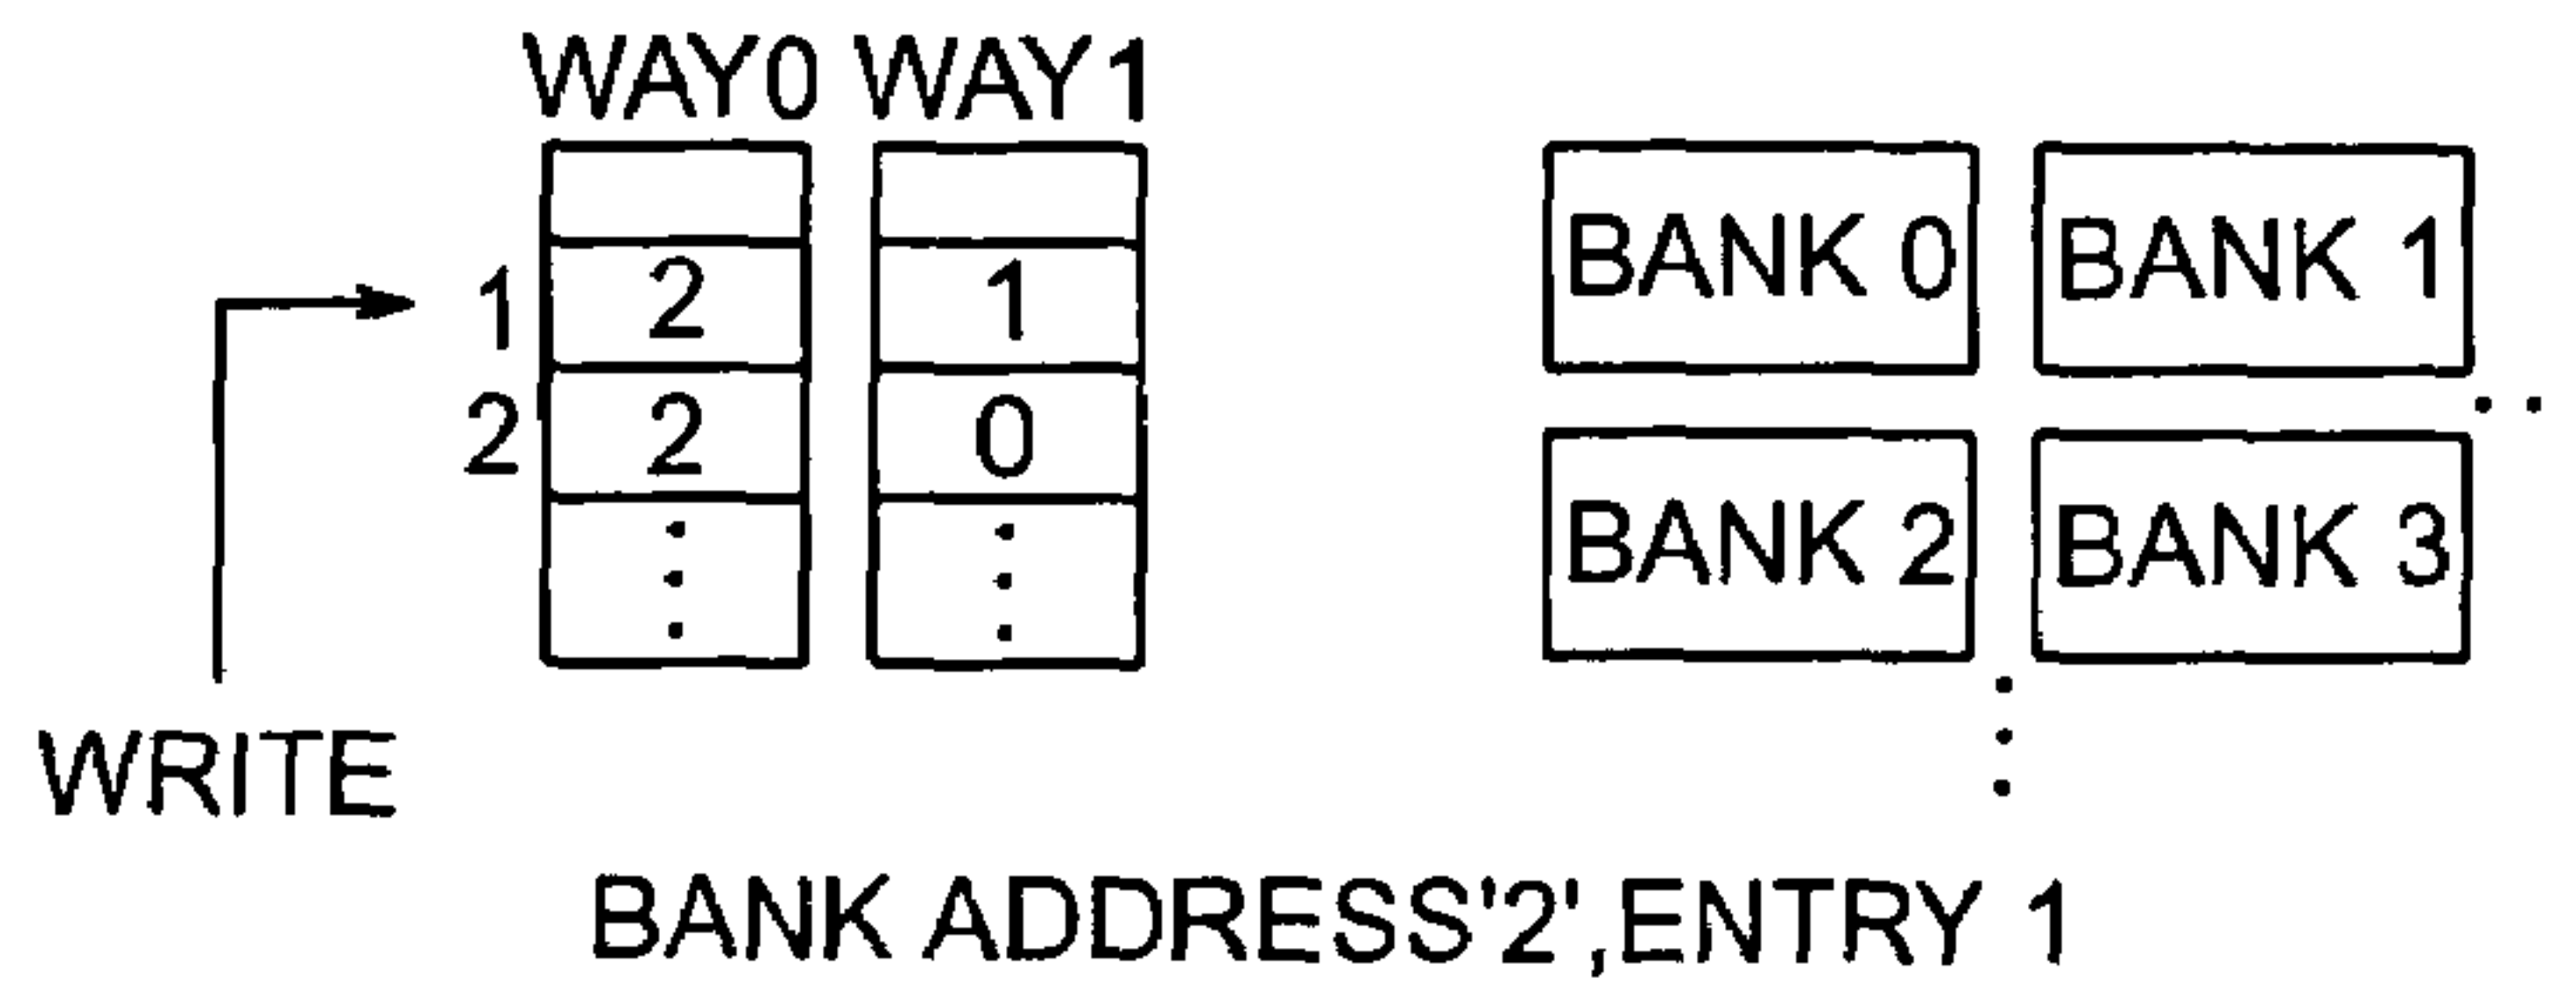 WAY0 WAY1
BANK 0 BANK 1
1 2 1
2 2 0
BANK 2 BANK 3
WRITE
BANK ADDRESS'2',ENTRY 1